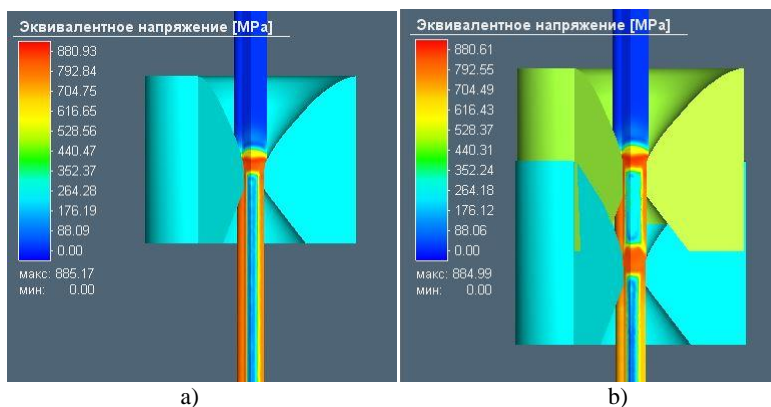 Эквивалентное напряжение [MPa]
880.93
792.84
704.75
616.65
528.56
440.47
352.37
264.28
176.19
88.09
0.00
макс: 885.17
мин: 0.00
a)
Эквивалентное напряжение [MPa]
880.61
792.55
704.49
616.43
528.37
440.31
352.24
264.18
176.12
88.06
0.00
макс: 884.99
мин: 0.00
b)